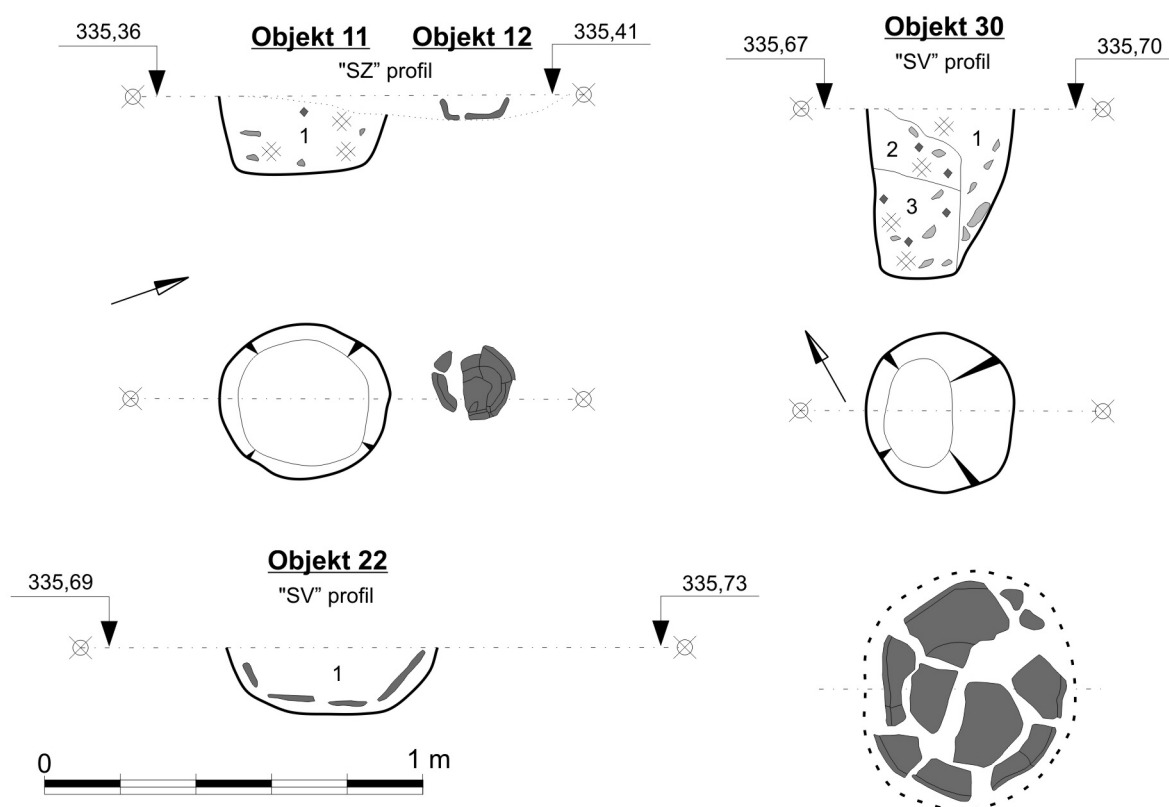 335,36
Objekt 11
Objekt 12
335,41
"SZ” profil
1
335,67
Objekt 30
335,70
"SV” profil
1
2
3
335,69
Objekt 22
335,73
"SV” profil
1
0
1 m